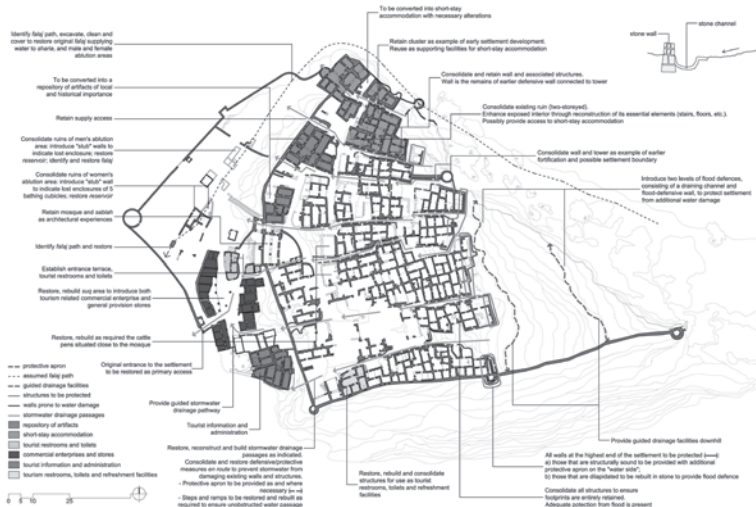 To be converted into short-stay
accommodation with necessary alterations
Identify falaj path, excavate, clean and
cover to restore original falaj supplying
water to sharia, and male and female
ablution areas
Retain cluster as example of early settlement development.
Reuse as supporting facilities for short-stay accommodation
stone wall
stone channel
To be converted into a
repository of artifacts of local
and historical importance
Consolidate and retain wall and associated structures.
Wall is the remains of earlier defensive wall connected to tower
Retain supply access
Consolidate existing ruin (two-storeyed).
Enhance exposed interior through reconstruction of its essential elements (stairs, floors, etc.).
Possibly provide access to short-stay accommodation
Consolidate ruins of men's ablution
area: introduce "stub" walls to
indicate lost enclosure; restore
reservoir; identify and restore falaj
Consolidate wall and tower as example of earlier
fortification and possible settlement boundary
Consolidate ruins of women's
ablution area: introduce "stub" wall
to indicate lost enclosures of 5
bathing cubicles; restore reservoir
Introduce two levels of flood defences,
consisting of a draining channel and
flood-defensive wall, to protect settlement
from additional water damage
Retain mosque and sablah
as architectural experiences
Identify falaj path and restore
Establish entrance terrace,
tourist restrooms and toilets
Restore, rebuild suq area to introduce both
tourism related commercial enterprise and
general provision stores
Restore, rebuild as required the cattle
pens situated close to the mosque
Original entrance to the settlement
to be restored as primary access
Provide guided stormwater
drainage pathway
Tourist information and
administration
protective apron
assumed falaj path
guided drainage facilities
structures to be protected
walls prone to water damage
stormwater drainage passages
repository of artifacts
short-stay accommodation
tourist restrooms and toilets
commercial enterprises and stores
tourist information and administration
tourism restrooms, toilets and refreshment facilities
0 5 10 25
Restore, reconstruct and build stormwater drainage
passages as indicated.
Consolidate and restore defensive/protective
measures on route to prevent stormwater from
damaging existing walls and structures.
- Protective apron to be provided as and where
necessary
- Steps and ramps to be restored and rebuilt as
required to ensure unobstructed water passage
Restore, rebuild and consolidate
structures for use as tourist
restrooms, toilets and refreshment
facilities
Provide guided drainage facilities downhill
All walls at the highest end of the settlement to be protected
a) those that are structurally sound to be provided with additional
protective apron on the "water side";
b) those that are dilapidated to be rebuilt in stone to provide flood defence
Consolidate all structures to ensure
footprints are entirely retained.
Adequate potection from flood is present